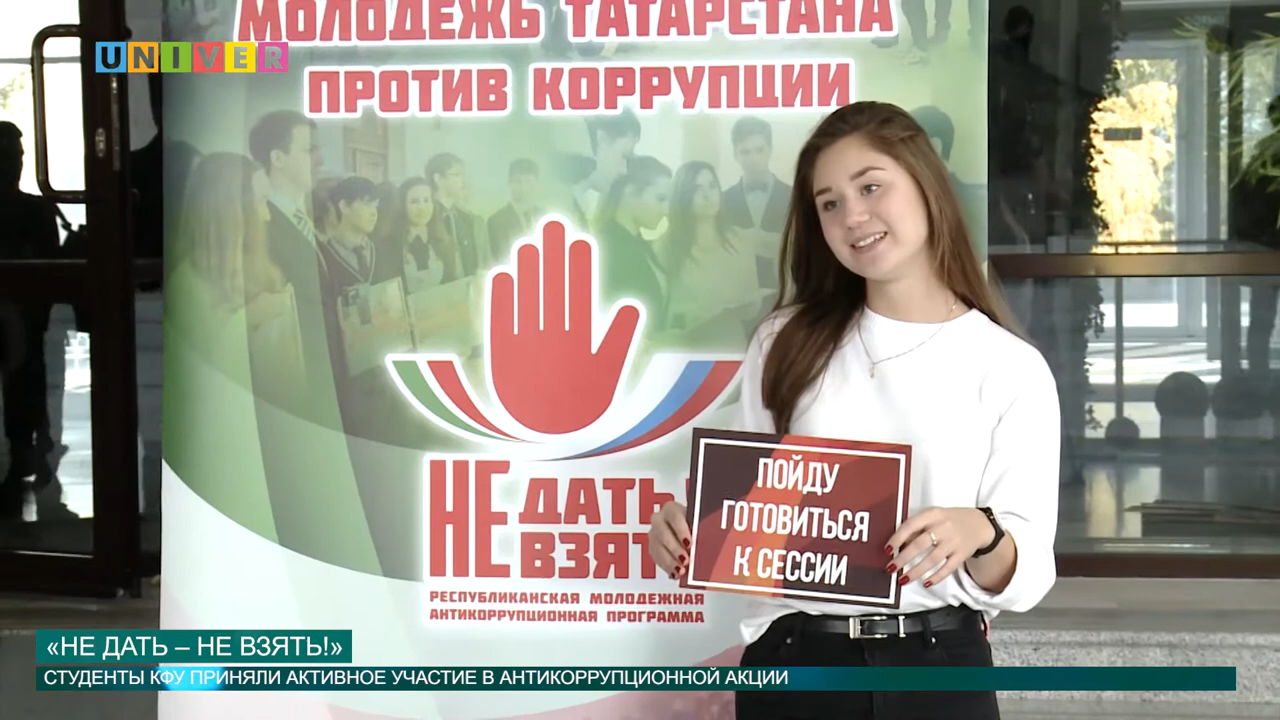 МОЛОДЕЖЬ ТАТАРСТАНА
ПРОТИВ КОРРУПЦИИ
UNIVER
НЕ ДАТЬ
ВЗЯТЬ
РЕСПУБЛИКАНСКАЯ МОЛОДЕЖНАЯ
АНТИКОРРУПЦИОННАЯ ПРОГРАММА
ПОЙДУ
ГОТОВИТЬСЯ
К СЕССИИ
«НЕ ДАТЬ – НЕ ВЗЯТЬ!»
СТУДЕНТЫ КФУ ПРИНЯЛИ АКТИВНОЕ УЧАСТИЕ В АНТИКОРРУПЦИОННОЙ АКЦИИ